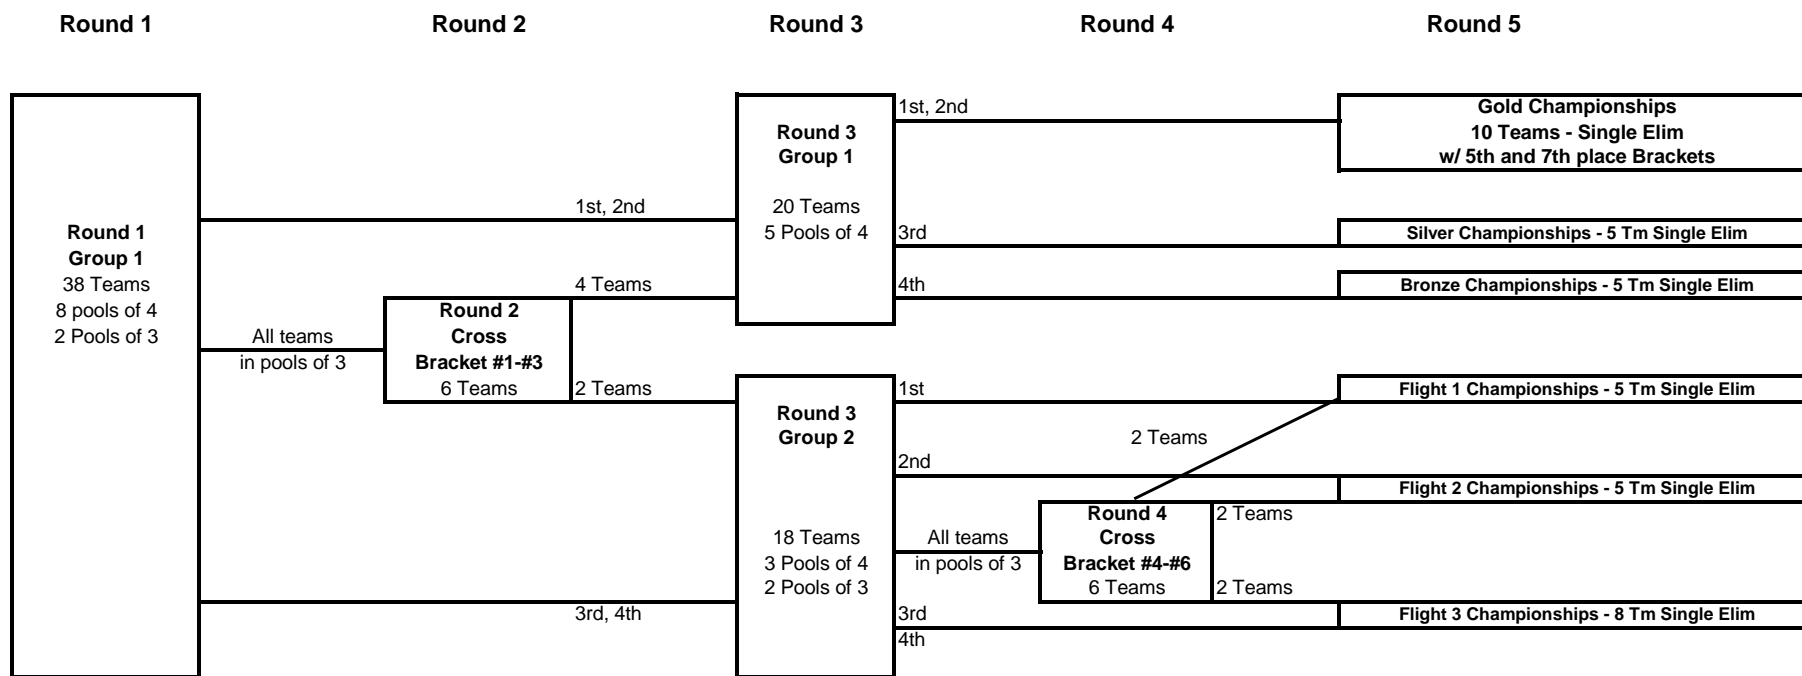 Round 1
Round 2
Round 3
Round 4
Round 5
Round 1
Group 1
38 Teams
8 pools of 4
2 Pools of 3
1st, 2nd
All teams
in pools of 3
Round 2
Cross
Bracket #1-#3
6 Teams
4 Teams
2 Teams
3rd, 4th
Round 3
Group 1
20 Teams
5 Pools of 4
1st, 2nd
3rd
4th
Round 3
Group 2
18 Teams
3 Pools of 4
2 Pools of 3
1st
2nd
All teams
in pools of 3
3rd
4th
2 Teams
Round 4
Cross
Bracket #4-#6
6 Teams
2 Teams
2 Teams
Gold Championships
10 Teams - Single Elim
w/ 5th and 7th place Brackets
Silver Championships - 5 Tm Single Elim
Bronze Championships - 5 Tm Single Elim
Flight 1 Championships - 5 Tm Single Elim
Flight 2 Championships - 5 Tm Single Elim
Flight 3 Championships - 8 Tm Single Elim